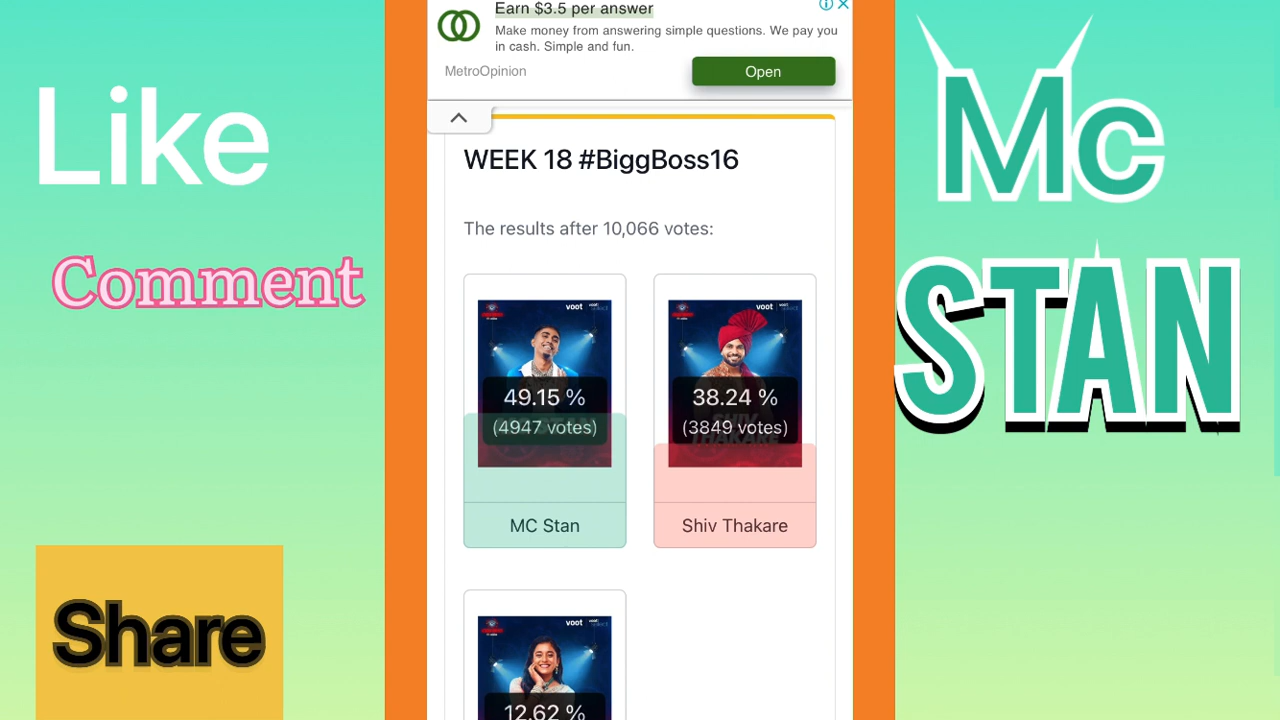 Like
Comment
Share
Earn $3.5 per answer
Make money from answering simple questions. We pay you
in cash. Simple and fun.
MetroOpinion
Open
WEEK 18 #BiggBoss16
The results after 10,066 votes:
voot
voot
49.15 %
(4947 votes)
MC Stan
38.24 %
(3849 votes)
SHIV
THAKARE
Shiv Thakare
voot
12.62 %
Mc
STAN